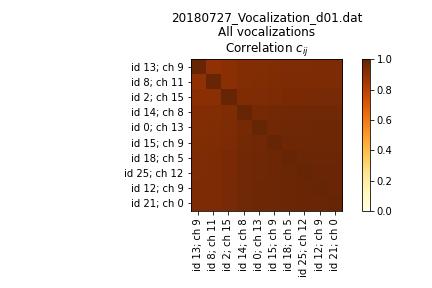 20180727_Vocalization_d01.dat
All vocalizations
Correlation c_ij
id 13; ch 9
id 8; ch 11
id 2; ch 15
id 14; ch 8
id 0; ch 13
id 15; ch 9
id 18; ch 5
id 25; ch 12
id 12; ch 9
id 21; ch 0
1.0
0.8
0.6
0.4
0.2
0.0
id 13; ch 9
id 8; ch 11
id 2; ch 15
id 14; ch 8
id 0; ch 13
id 15; ch 9
id 18; ch 5
id 25; ch 12
id 12; ch 9
id 21; ch 0